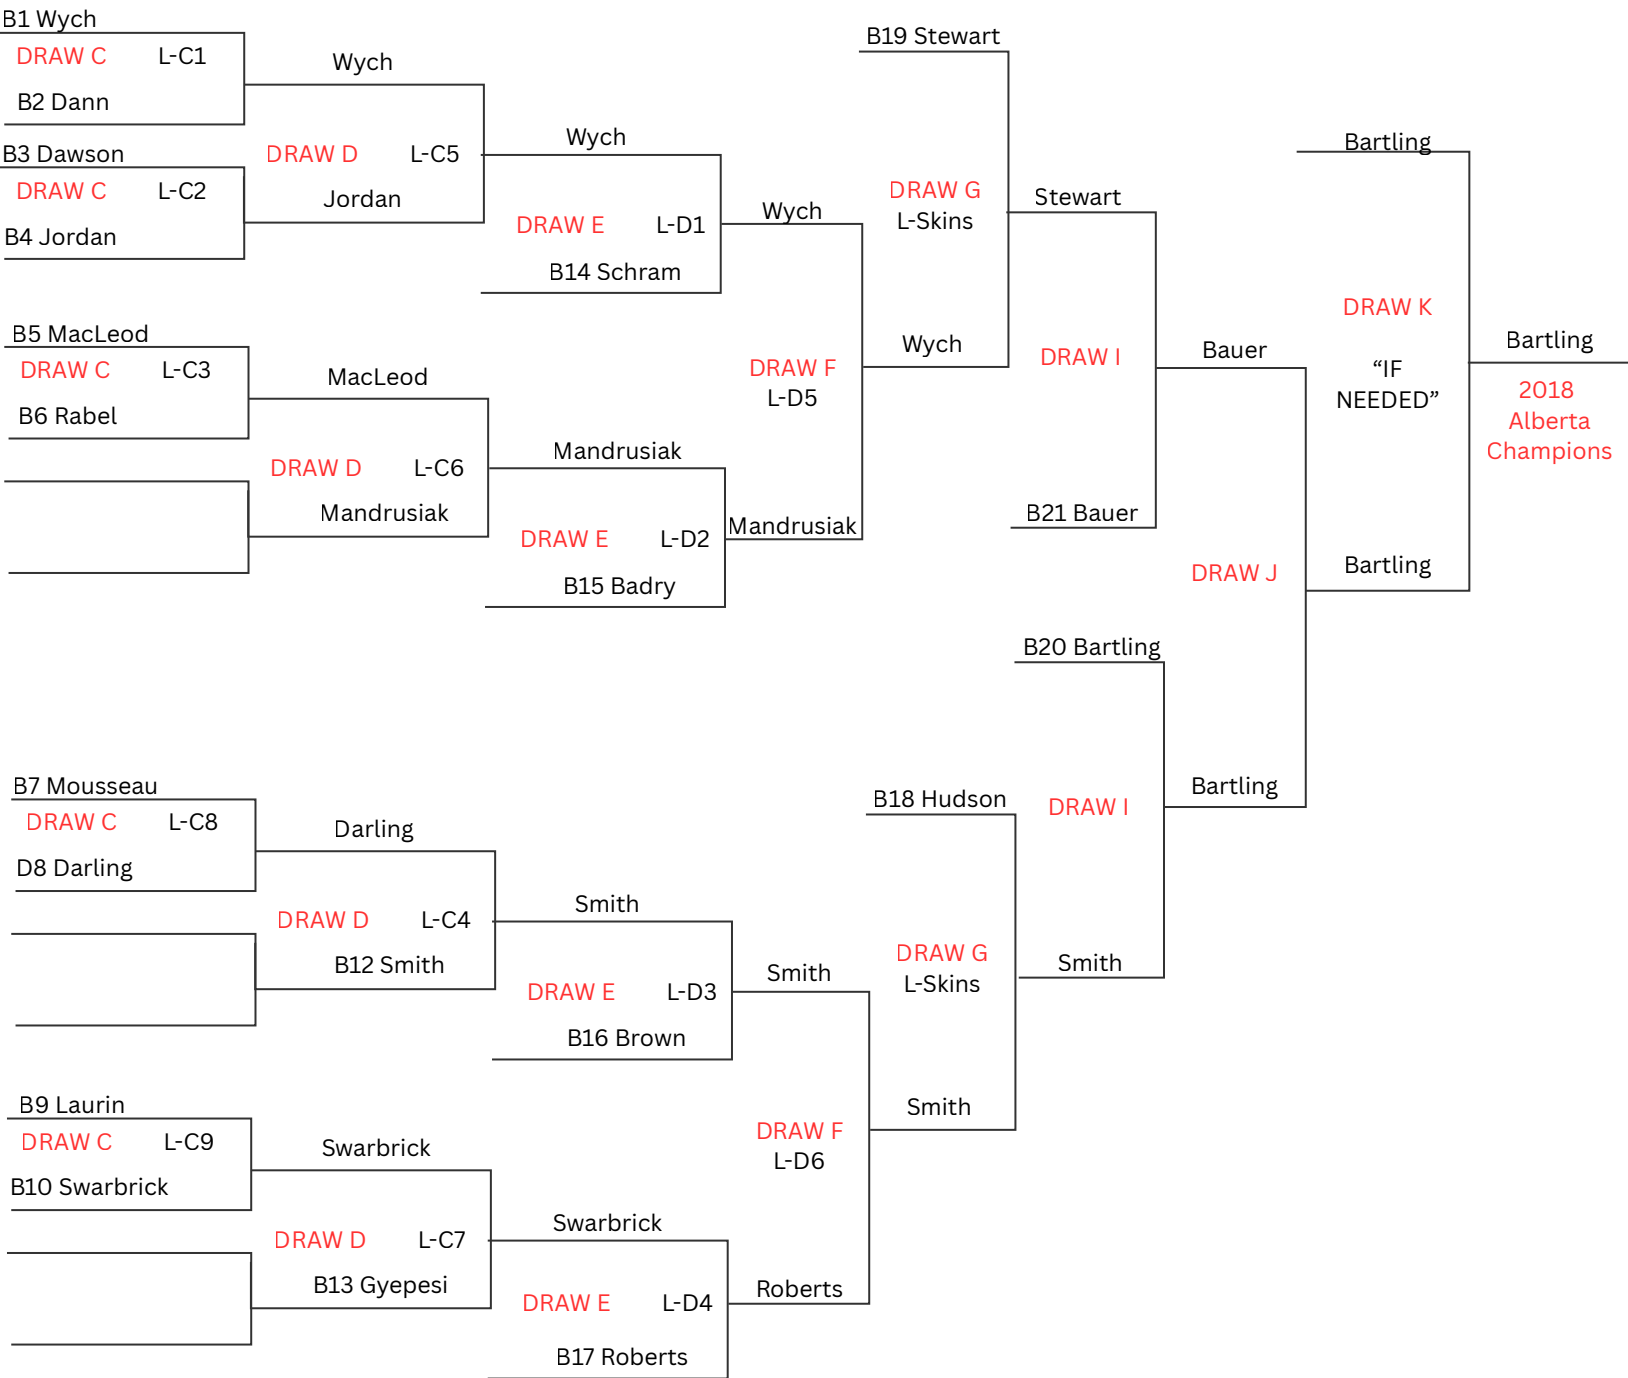 B1 Wych
DRAW C L-C1
B2 Dann
B3 Dawson
DRAW C L-C2
B4 Jordan
B5 MacLeod
DRAW C L-C3
B6 Rabel
B7 Mousseau
DRAW C L-C8
D8 Darling
B9 Laurin
DRAW C L-C9
B10 Swarbrick
Wych
DRAW D L-C5
Jordan
MacLeod
DRAW D L-C6
Mandrusiak
Darling
DRAW D L-C4
B12 Smith
Swarbrick
DRAW D L-C7
B13 Gyepesi
Wych
DRAW E L-D1
B14 Schram
Mandrusiak
DRAW E L-D2
B15 Badry
Smith
DRAW E L-D3
B16 Brown
Swarbrick
DRAW E L-D4
B17 Roberts
Wych
DRAW F
L-D5
Mandrusiak
Smith
DRAW F
L-D6
Roberts
B19 Stewart
DRAW G
L-Skins
Wych
B18 Hudson
DRAW G
L-Skins
Smith
Stewart
DRAW I
B21 Bauer
B20 Bartling
DRAW I
Smith
Bauer
DRAW J
Bartling
Bartling
DRAW K
“IF
NEEDED”
Bartling
Bartling
2018
Alberta
Champions